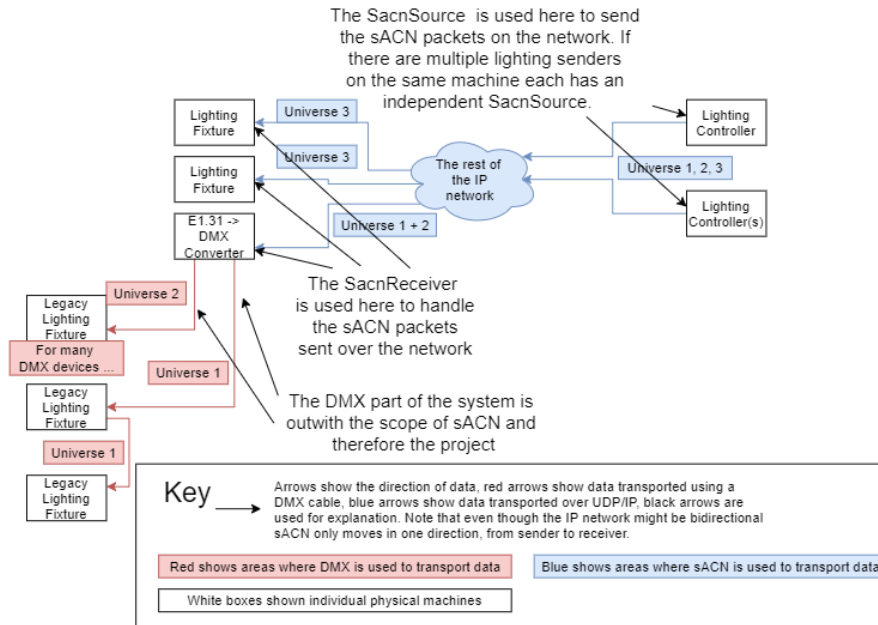 The SacnSource is used here to send
the sACN packets on the network. If
there are multiple lighting senders
on the same machine each has an
independent SacnSource.
Lighting
Fixture
Universe 3
Lighting
Controller
Lighting
Fixture
Universe 3
The rest of
the IP
network
Universe 1, 2, 3
Lighting
Controller(s)
E1.31 ->
DMX
Converter
Universe 1 + 2
The SacnReceiver
is used here to handle
the sACN packets
sent over the network
Legacy
Lighting
Fixture
Universe 2
For many
DMX devices ...
Universe 1
Legacy
Lighting
Fixture
The DMX part of the system is
outwith the scope of sACN and
therefore the project
Universe 1
Legacy
Lighting
Fixture
Key
Arrows show the direction of data, red arrows show data transported using a
DMX cable, blue arrows show data transported over UDP/IP, black arrows are
used for explanation. Note that even though the IP network might be bidirectional
sACN only moves in one direction, from sender to receiver.
Red shows areas where DMX is used to transport data
Blue shows areas where sACN is used to transport data
White boxes shown individual physical machines